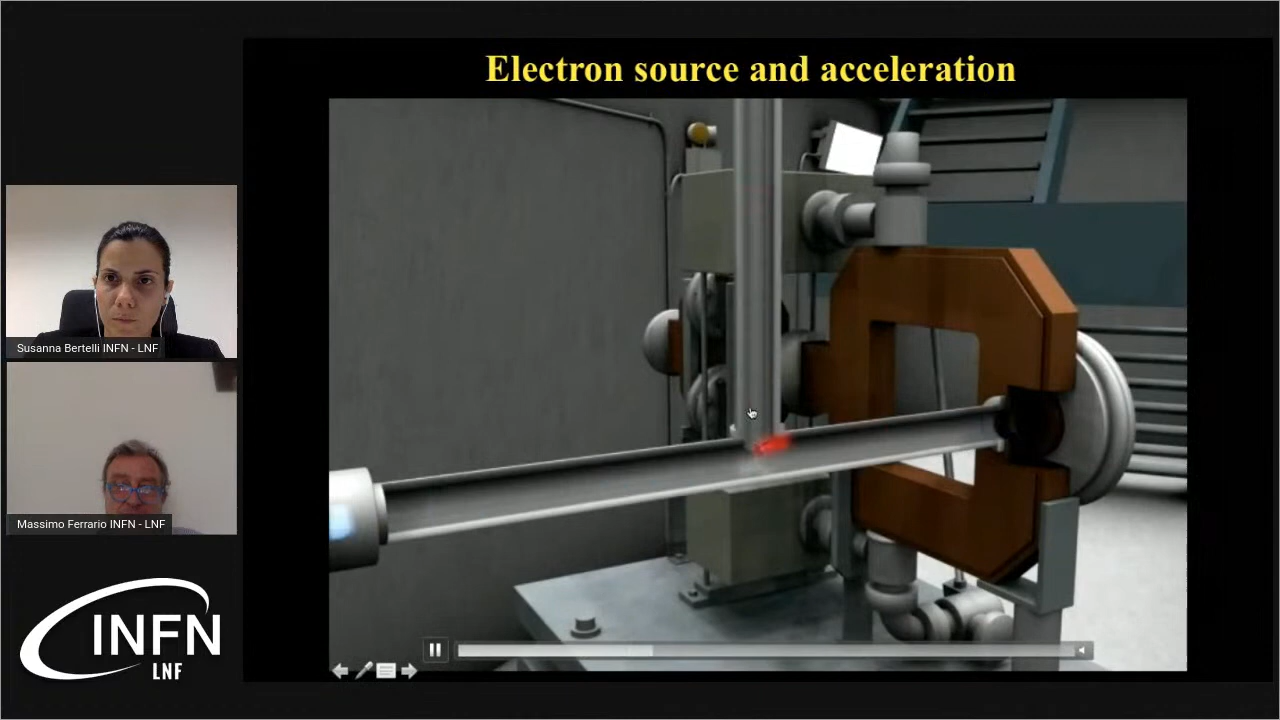 Electron source and acceleration
Susanna Bertelli INFN - LNF
Massimo Ferrario INFN - LNF
INFN
LNF